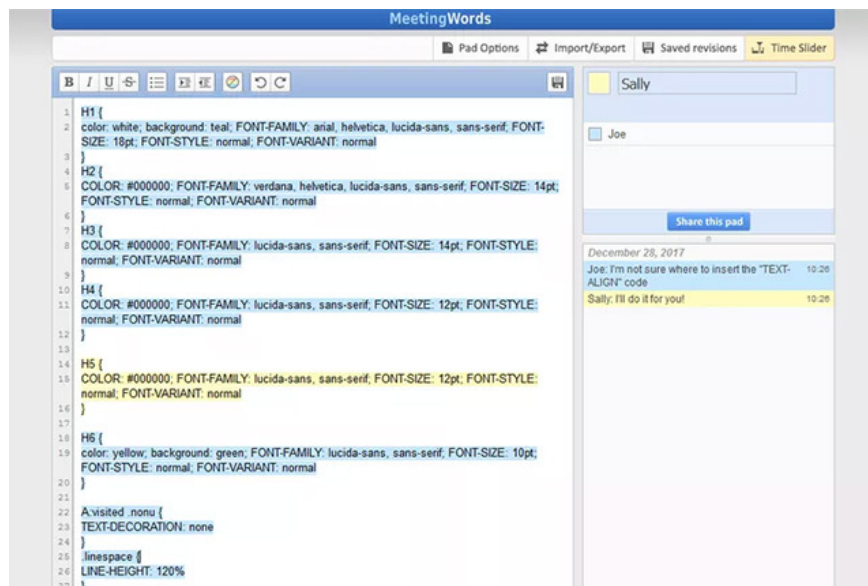 MeetingWords
Pad Options Import/Export Saved revisions Time Slider
B I U S
1 H1 {
2 color: white; background: teal; FONT-FAMILY: arial, helvetica, lucida-sans, sans-serif; FONT-
SIZE: 18pt; FONT-STYLE: normal; FONT-VARIANT: normal
3 }
4 H2 {
5 COLOR: #000000; FONT-FAMILY: verdana, helvetica, lucida-sans, sans-serif; FONT-SIZE: 14pt;
FONT-STYLE: normal; FONT-VARIANT: normal
6 }
7 H3 {
8 COLOR: #000000; FONT-FAMILY: lucida-sans, sans-serif; FONT-SIZE: 14pt; FONT-STYLE:
normal; FONT-VARIANT: normal
9 }
10 H4 {
11 COLOR: #000000; FONT-FAMILY: lucida-sans, sans-serif; FONT-SIZE: 12pt; FONT-STYLE:
normal; FONT-VARIANT: normal
12 }
13
14 H5 {
15 COLOR: #000000; FONT-FAMILY: lucida-sans, sans-serif; FONT-SIZE: 12pt; FONT-STYLE:
normal; FONT-VARIANT: normal
16 }
17
18 H6 {
19 color: yellow; background: green; FONT-FAMILY: lucida-sans, sans-serif; FONT-SIZE: 10pt;
FONT-STYLE: normal; FONT-VARIANT: normal
20 }
21
22 A:visited .nonu {
23 TEXT-DECORATION: none
24 }
25 .linespace {
26 LINE-HEIGHT: 120%
27 }
Sally
Joe
Share this pad
December 28, 2017
Joe: I'm not sure where to insert the "TEXT- 10:26
ALIGN" code
Sally: I'll do it for you! 10:26